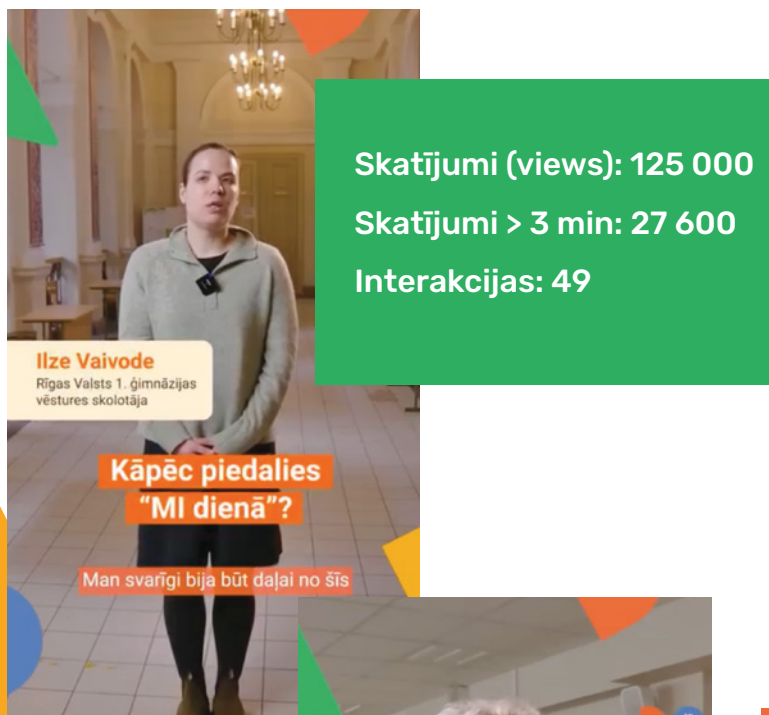 Skatījumi (views): 125 000
Skatījumi > 3 min: 27 600
Interakcijas: 49
Ilze Vaivode
Rīgas Valsts 1. ģimnāzijas
vēstures skolotāja
Kāpēc piedalies
“MI dienā”?
Man svarīgi bija būt daļai no šīs